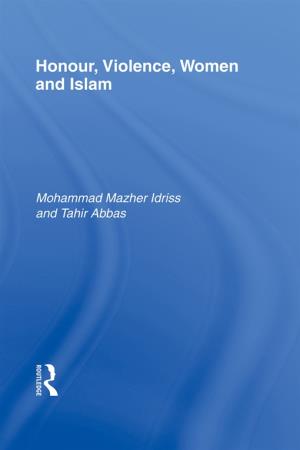 Honour, Violence, Women
and Islam
Mohammad Mazher Idriss
and Tahir Abbas
ROUTLEDGE